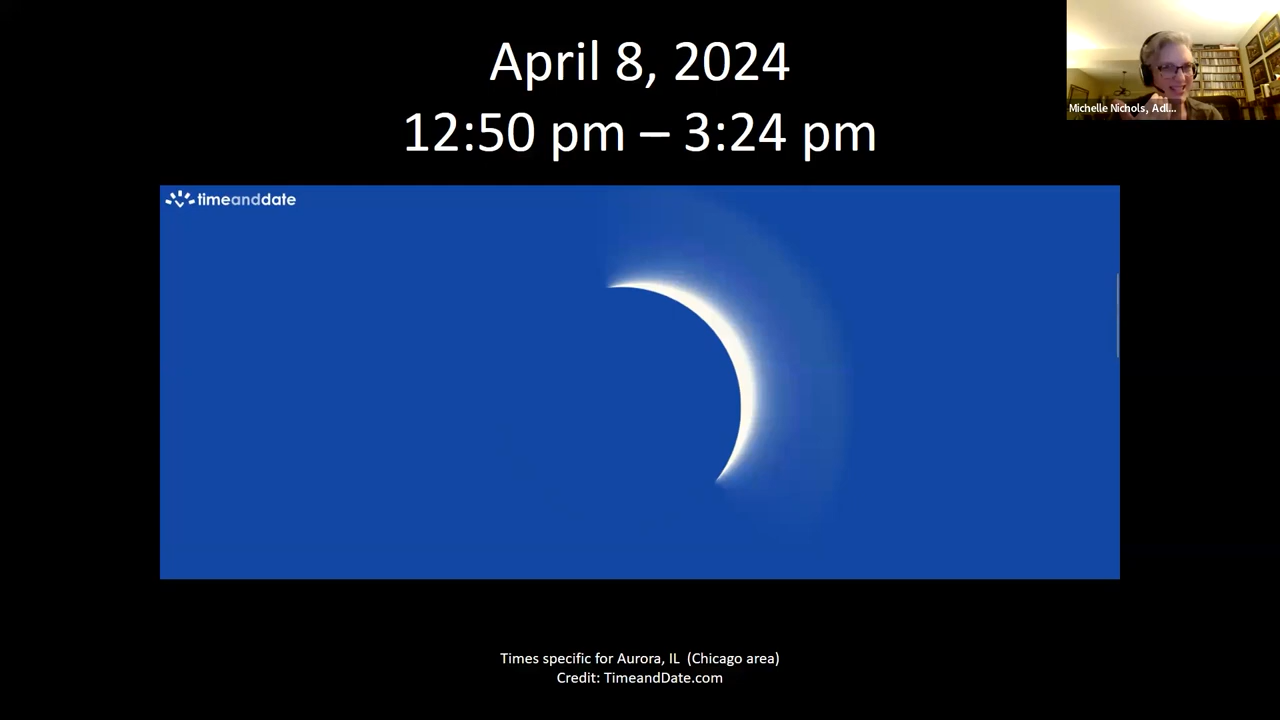 April 8, 2024
12:50 pm – 3:24 pm
Michelle Nichols, Adl...
timeanddate
Times specific for Aurora, IL (Chicago area)
Credit: TimeandDate.com